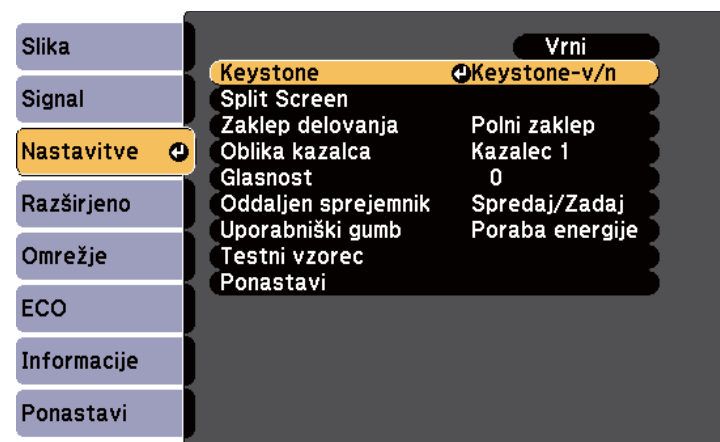 Slika
Signal
Nastavitve
Razširjeno
Omrežje
ECO
Informacije
Ponastavi
Vrni
Keystone Keystone-v/n
Split Screen
Zaklep delovanja Polni zaklep
Oblika kazalca Kazalec 1
Glasnost 0
Oddaljen sprejemnik Spredaj/Zadaj
Uporabniški gumb Poraba energije
Testni vzorec
Ponastavi